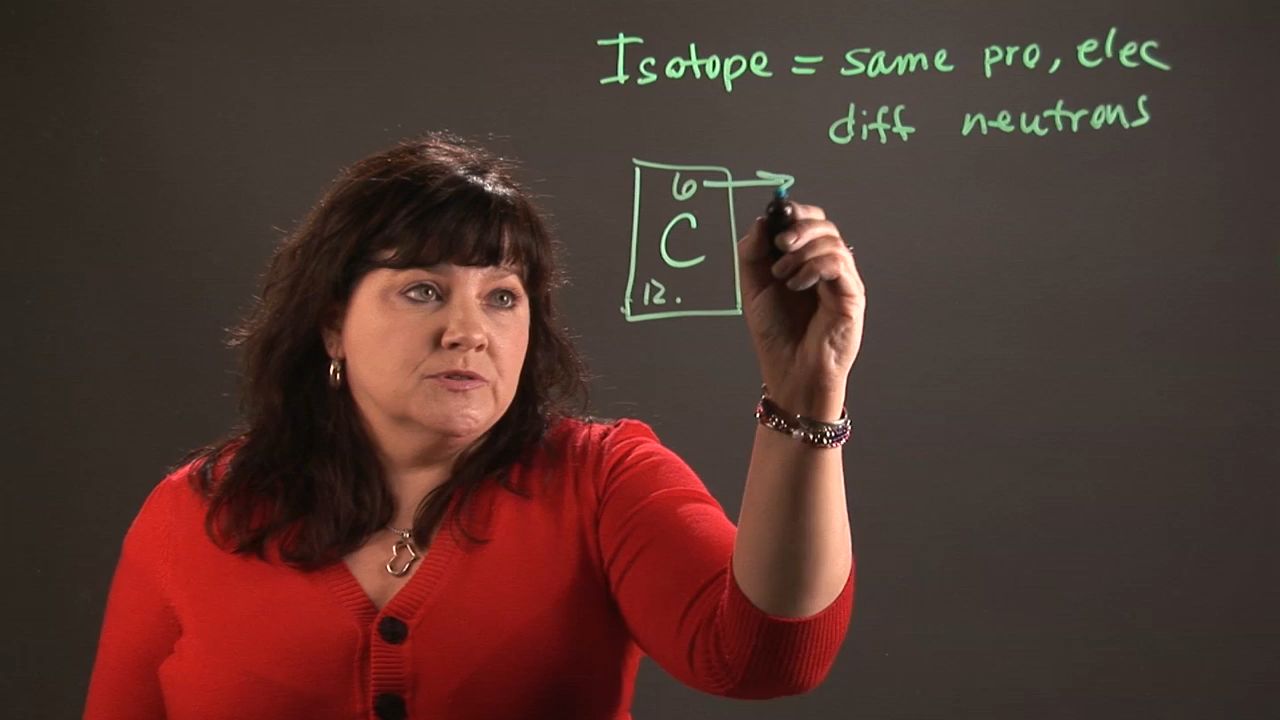 Isotope = same pro, elec
diff neutrons
6 →
C
12.